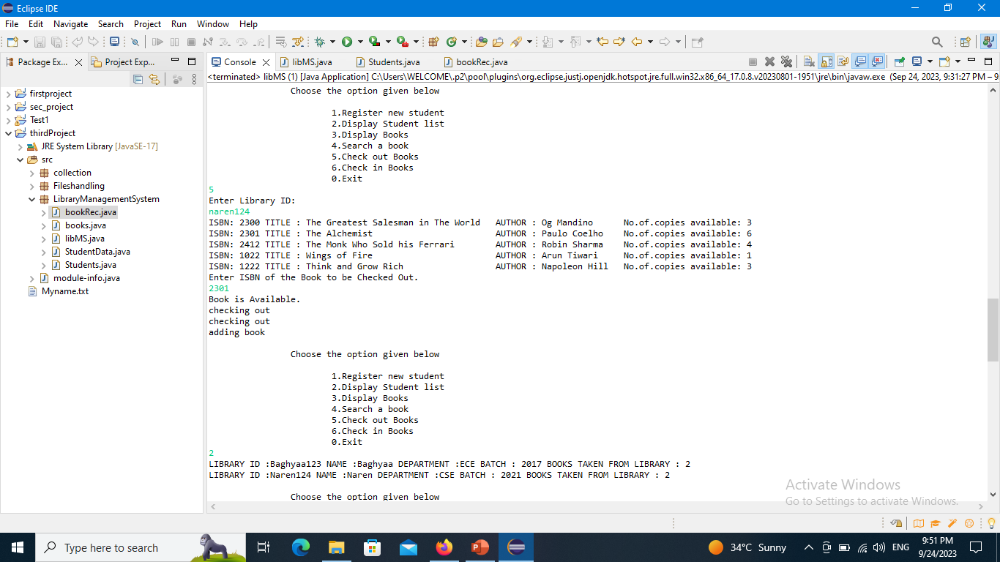 Eclipse IDE
File Edit Navigate Search Project Run Window Help
Package Ex... Project Exp...
firstproject
sec_project
Test1
thirdProject
JRE System Library [JavaSE-17]
src
collection
Fileshandling
LibraryManagementSystem
bookRec.java
books.java
libMS.java
StudentData.java
Students.java
module-info.java
Myname.txt
Console libMS.java Students.java bookRec.java
<terminated> libMS (1) [Java Application] C:\Users\WELCOME\.p2\pool\plugins\org.eclipse.justj.openjdk.hotspot.jre.full.win32.x86_64_17.0.8.v20230801-1951\jre\bin\javaw.exe (Sep 24, 2023, 9:31:27 PM – 9
Choose the option given below
1.Register new student
2.Display Student list
3.Display Books
4.Search a book
5.Check out Books
6.Check in Books
0.Exit
5
Enter Library ID:
naren124
ISBN: 2300 TITLE : The Greatest Salesman in The World AUTHOR : Og Mandino No.of.copies available: 3
ISBN: 2301 TITLE : The Alchemist AUTHOR : Paulo Coelho No.of.copies available: 6
ISBN: 2412 TITLE : The Monk Who Sold his Ferrari AUTHOR : Robin Sharma No.of.copies available: 4
ISBN: 1022 TITLE : Wings of Fire AUTHOR : Arun Tiwari No.of.copies available: 1
ISBN: 1222 TITLE : Think and Grow Rich AUTHOR : Napoleon Hill No.of.copies available: 3
Enter ISBN of the Book to be Checked Out.
2301
Book is Available.
checking out
checking out
adding book
Choose the option given below
1.Register new student
2.Display Student list
3.Display Books
4.Search a book
5.Check out Books
6.Check in Books
0.Exit
2
LIBRARY ID :Baghyaa123 NAME :Baghyaa DEPARTMENT :ECE BATCH : 2017 BOOKS TAKEN FROM LIBRARY : 2
LIBRARY ID :Naren124 NAME :Naren DEPARTMENT :CSE BATCH : 2021 BOOKS TAKEN FROM LIBRARY : 2
Choose the option given below
Activate Windows
Go to Settings to activate Windows.
Type here to search
34°C Sunny
ENG
9:51 PM
9/24/2023